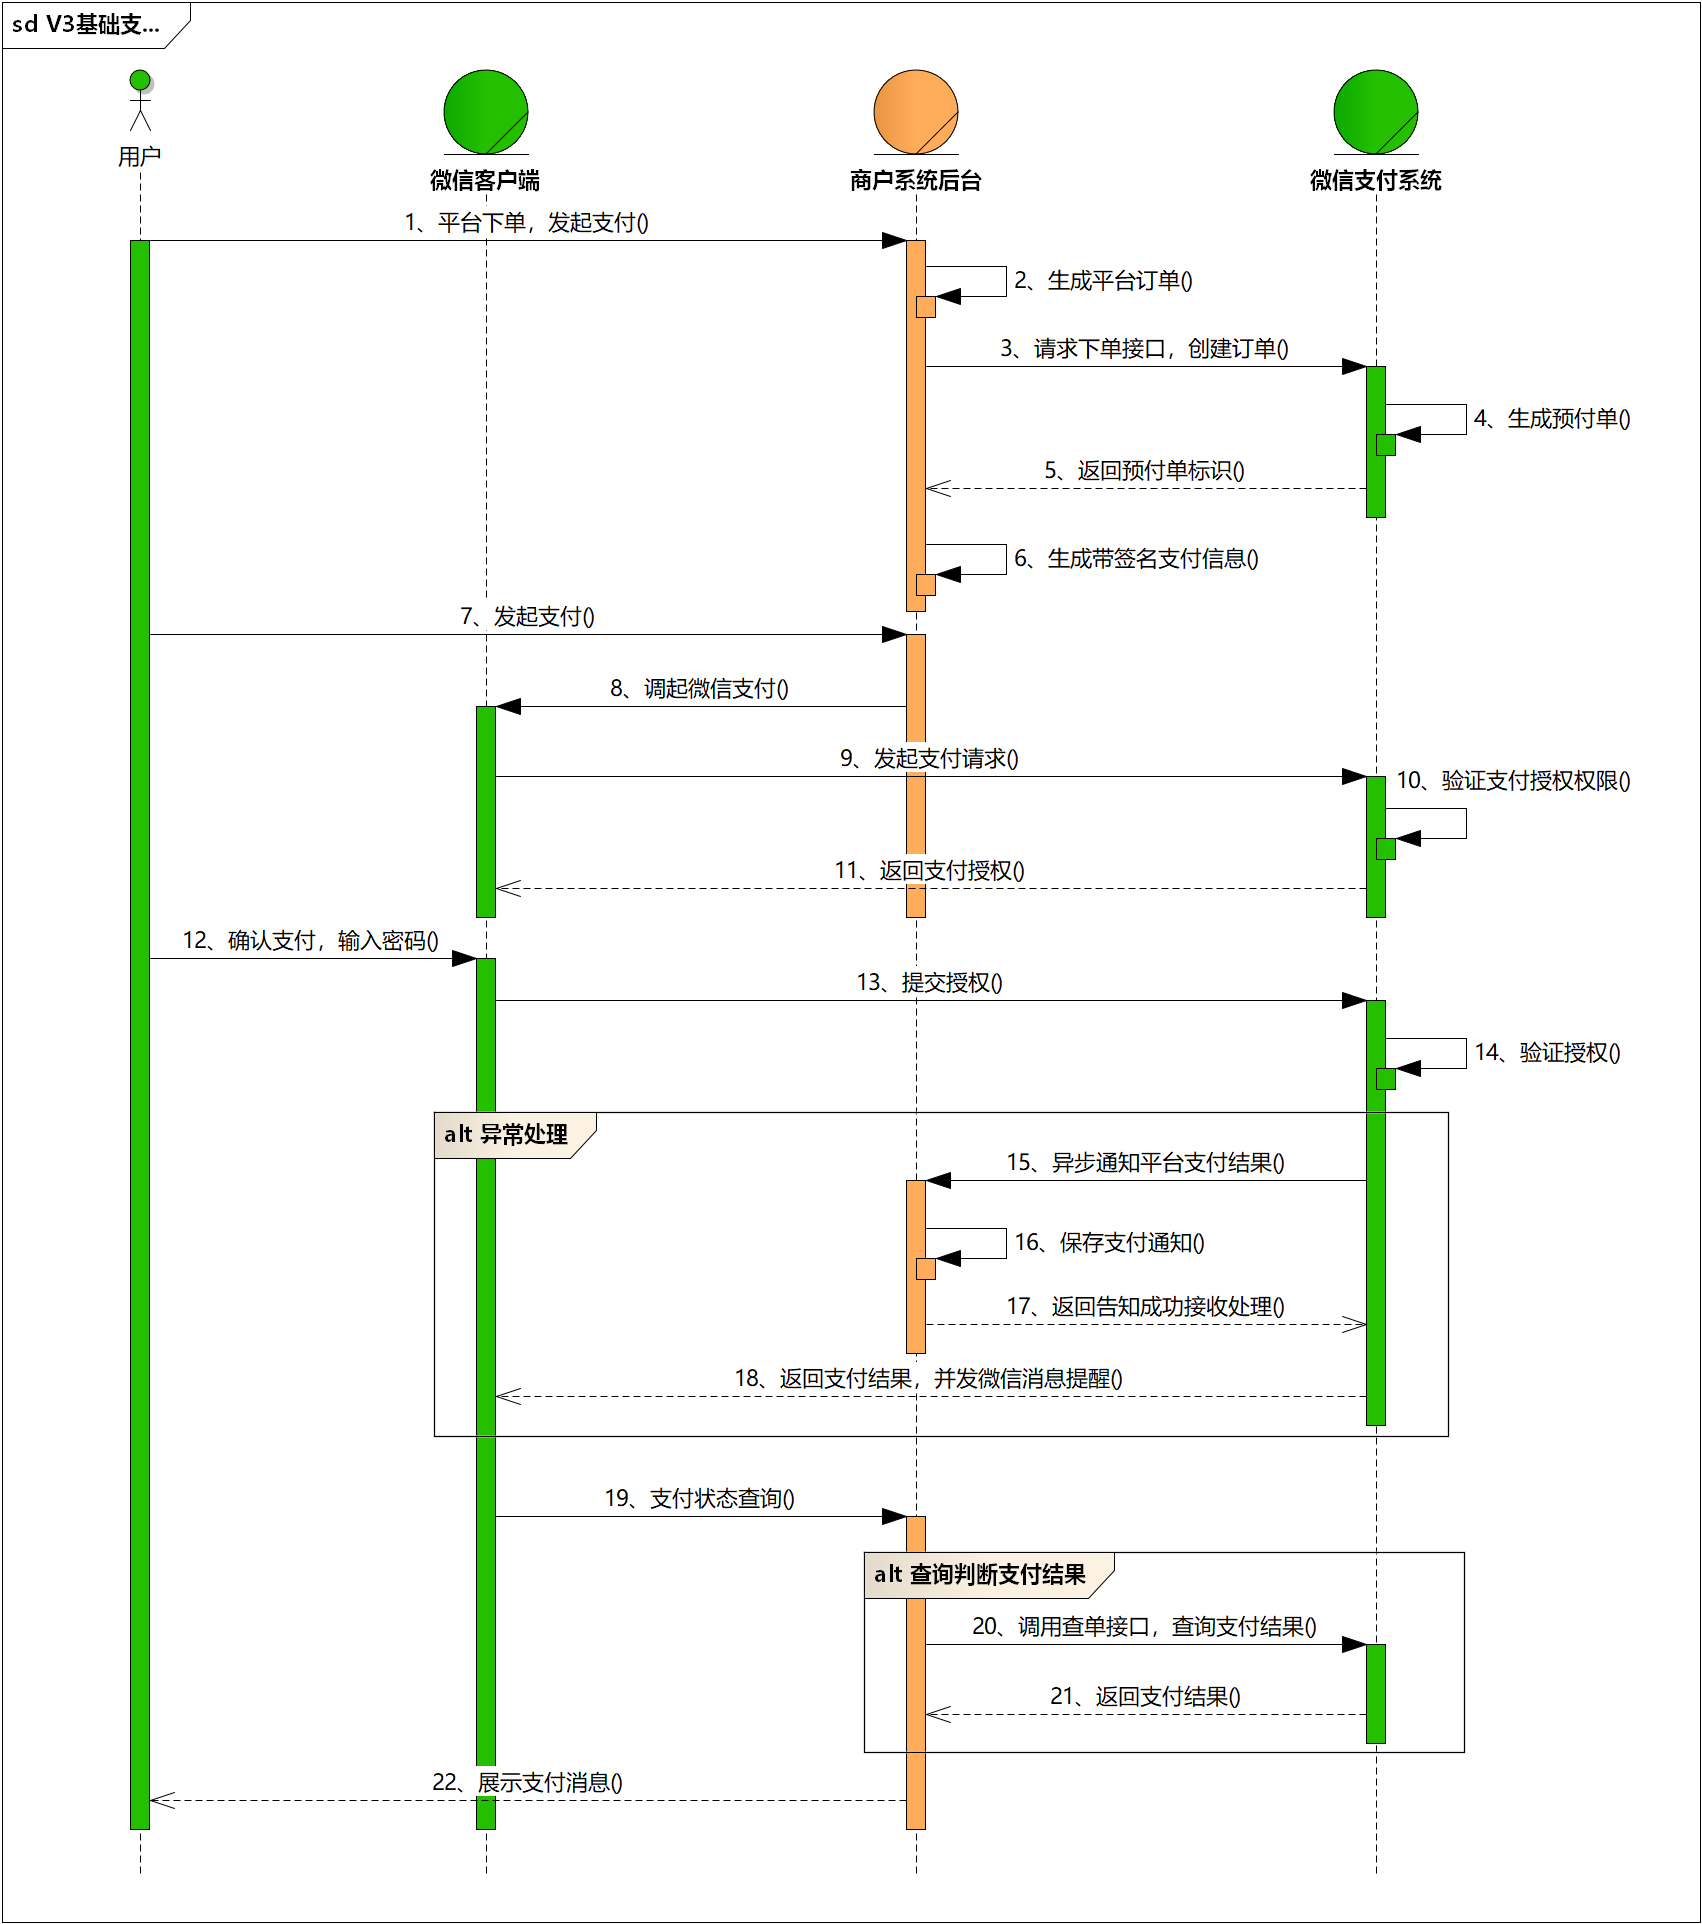 sd V3基础支...
用户
微信客户端
商户系统后台
微信支付系统
1、平台下单，发起支付()
2、生成平台订单()
3、请求下单接口，创建订单()
4、生成预付单()
5、返回预付单标识()
6、生成带签名支付信息()
7、发起支付()
8、调起微信支付()
9、发起支付请求()
10、验证支付授权权限()
11、返回支付授权()
12、确认支付，输入密码()
13、提交授权()
14、验证授权()
alt 异常处理
15、异步通知平台支付结果()
16、保存支付通知()
17、返回告知成功接收处理()
18、返回支付结果，并发微信消息提醒()
19、支付状态查询()
alt 查询判断支付结果
20、调用查单接口，查询支付结果()
21、返回支付结果()
22、展示支付消息()